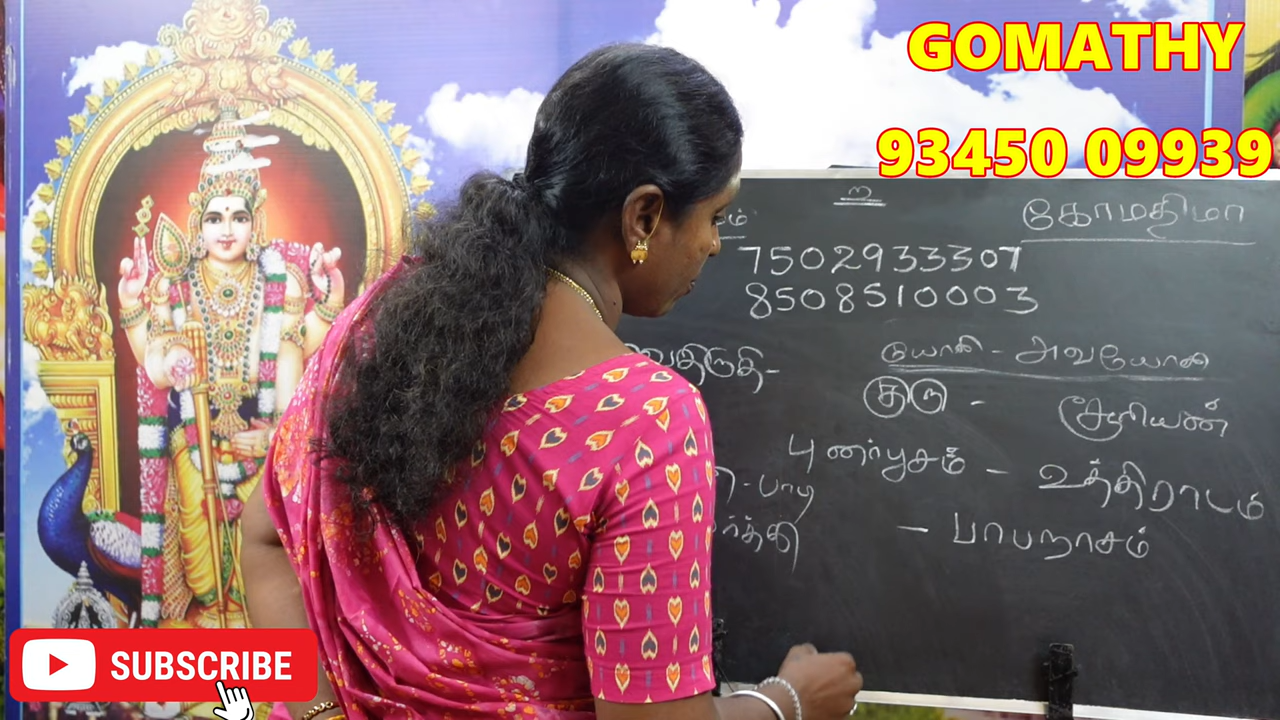 GOMATHY
93450 09939
உ
கோமதிமா
7502933307
8508510003
யோகி - அவயோகி
குரு - சூரியன்
புனர்பூசம் - உத்திராடம்
- பாபநாசம்
SUBSCRIBE